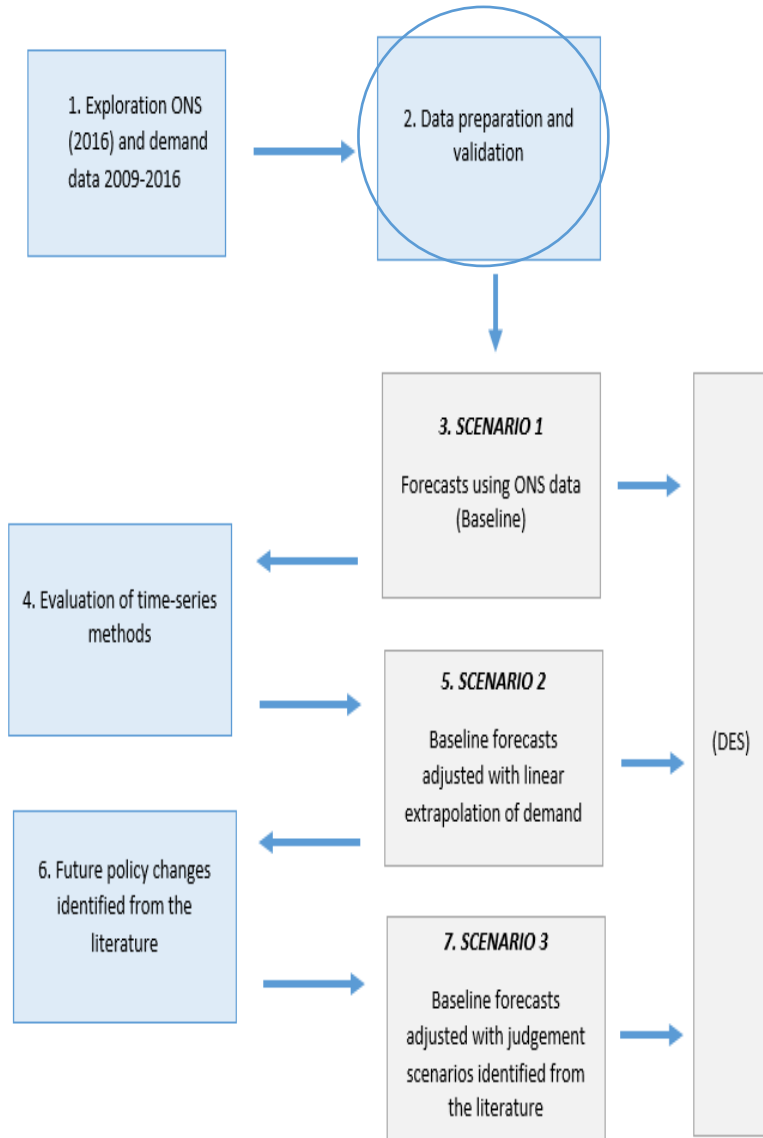 1. Exploration ONS
(2016) and demand
data 2009-2016
2. Data preparation and
validation
3. SCENARIO 1
Forecasts using ONS data
(Baseline)
4. Evaluation of time-series
methods
5. SCENARIO 2
Baseline forecasts
adjusted with linear
extrapolation of demand
(DES)
6. Future policy changes
identified from the
literature
7. SCENARIO 3
Baseline forecasts
adjusted with judgement
scenarios identified from
the literature